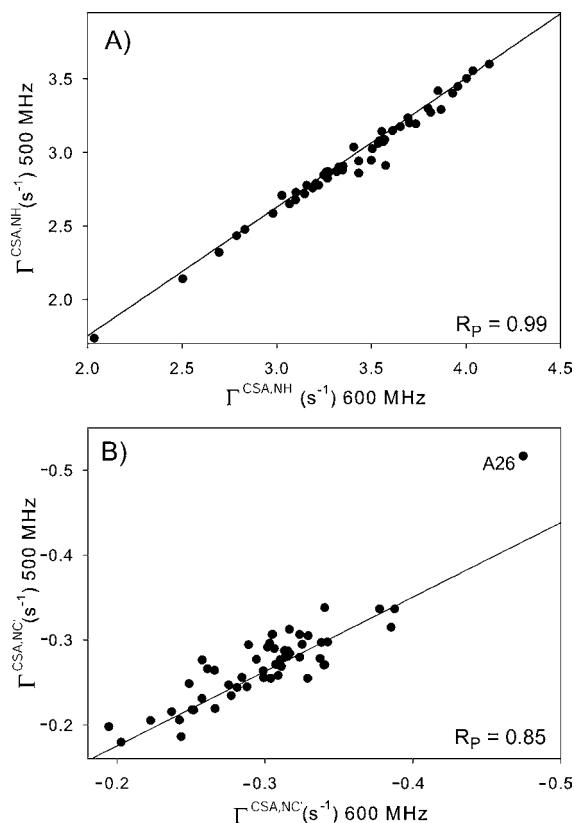 A)
Γ^CSA,NH (s⁻¹) 500 MHz
3.5
3.0
2.5
2.0
R_P = 0.99
2.0 2.5 3.0 3.5 4.0 4.5
Γ^CSA,NH (s⁻¹) 600 MHz
B)
A26
Γ^CSA,NC' (s⁻¹) 500 MHz
−0.5
−0.4
−0.3
−0.2
R_P = 0.85
−0.2 −0.3 −0.4 −0.5
Γ^CSA,NC' (s⁻¹) 600 MHz